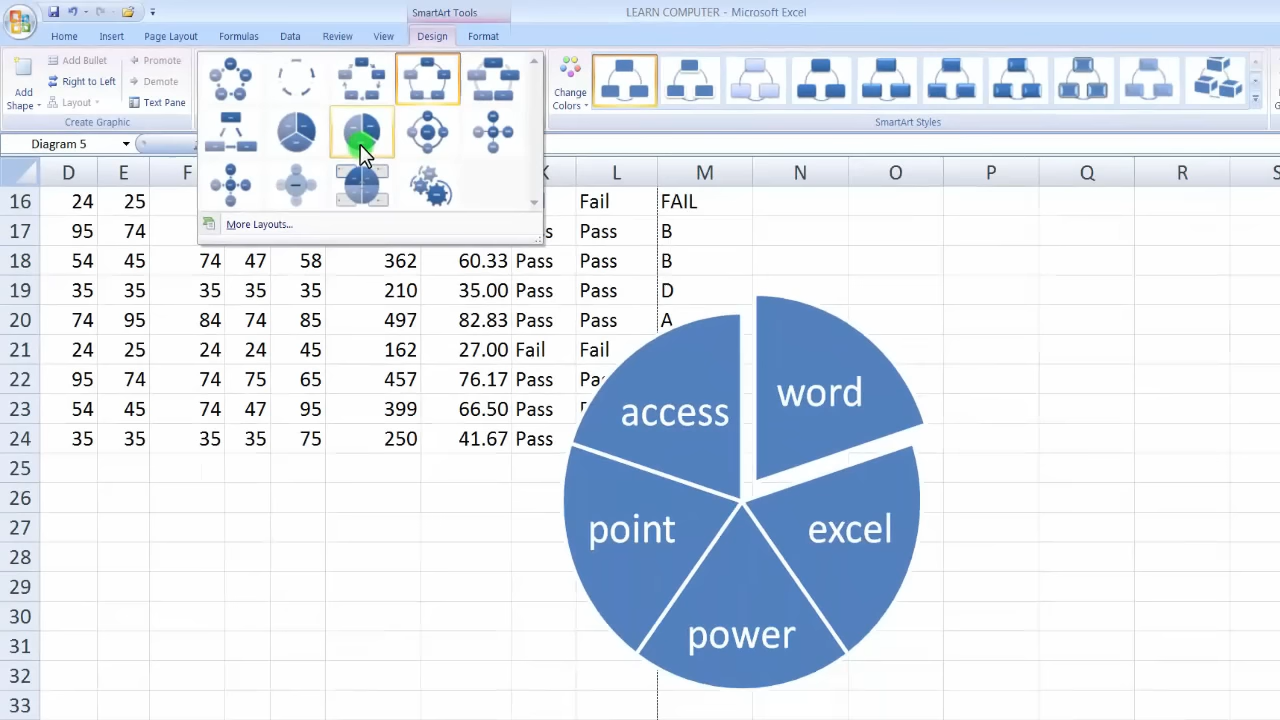 SmartArt Tools
LEARN COMPUTER - Microsoft Excel
Home Insert Page Layout Formulas Data Review View Design Format
Add Shape
Add Bullet
Right to Left
Layout
Promote
Demote
Text Pane
Create Graphic
Change Colors
SmartArt Styles
More Layouts...
Diagram 5
D E F L M N O P Q R S
16 24 25 Fail FAIL
17 95 74 Pass B
18 54 45 74 47 58 362 60.33 Pass Pass B
19 35 35 35 35 35 210 35.00 Pass Pass D
20 74 95 84 74 85 497 82.83 Pass Pass A
21 24 25 24 24 45 162 27.00 Fail Fail
22 95 74 74 75 65 457 76.17 Pass
23 54 45 74 47 95 399 66.50 Pass
24 35 35 35 35 75 250 41.67 Pass
25
26
27
28
29
30
31
32
33
access
word
point
excel
power